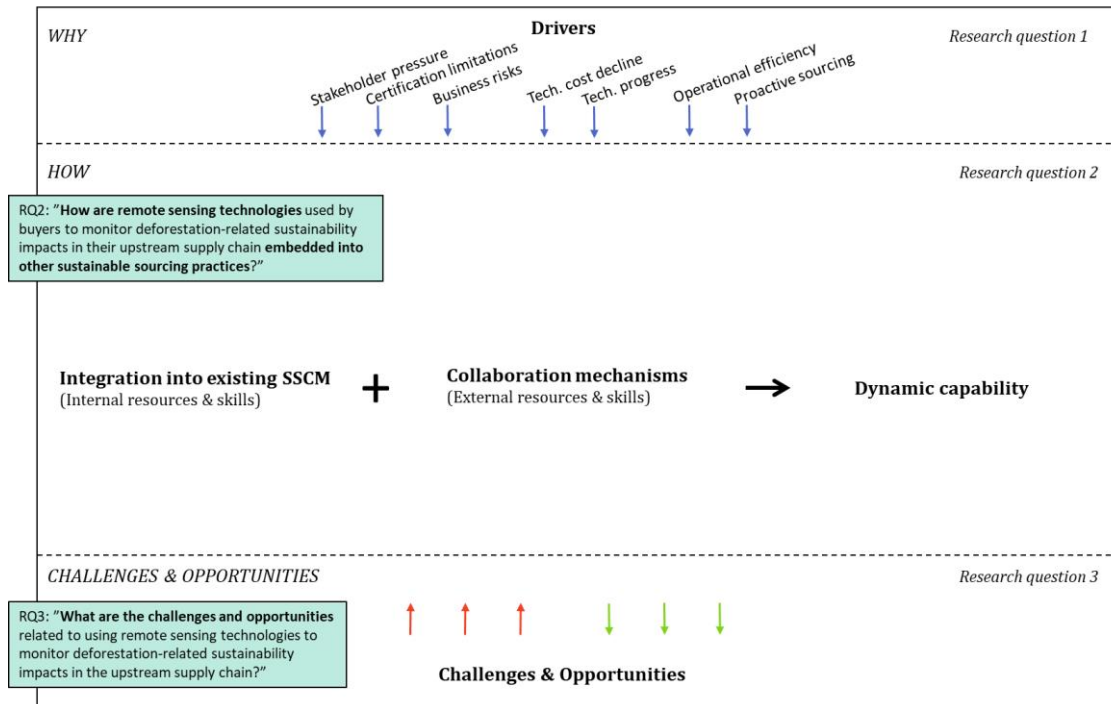 WHY
Drivers
Research question 1
Stakeholder pressure
Certification limitations
Business risks
Tech. cost decline
Tech. progress
Operational efficiency
Proactive sourcing
HOW
Research question 2
RQ2: ”How are remote sensing technologies used by
buyers to monitor deforestation-related sustainability
impacts in their upstream supply chain embedded into
other sustainable sourcing practices?”
Integration into existing SSCM
(Internal resources & skills)
+
Collaboration mechanisms
(External resources & skills)
Dynamic capability
CHALLENGES & OPPORTUNITIES
Research question 3
RQ3: ”What are the challenges and opportunities
related to using remote sensing technologies to
monitor deforestation-related sustainability
impacts in the upstream supply chain?”
Challenges & Opportunities